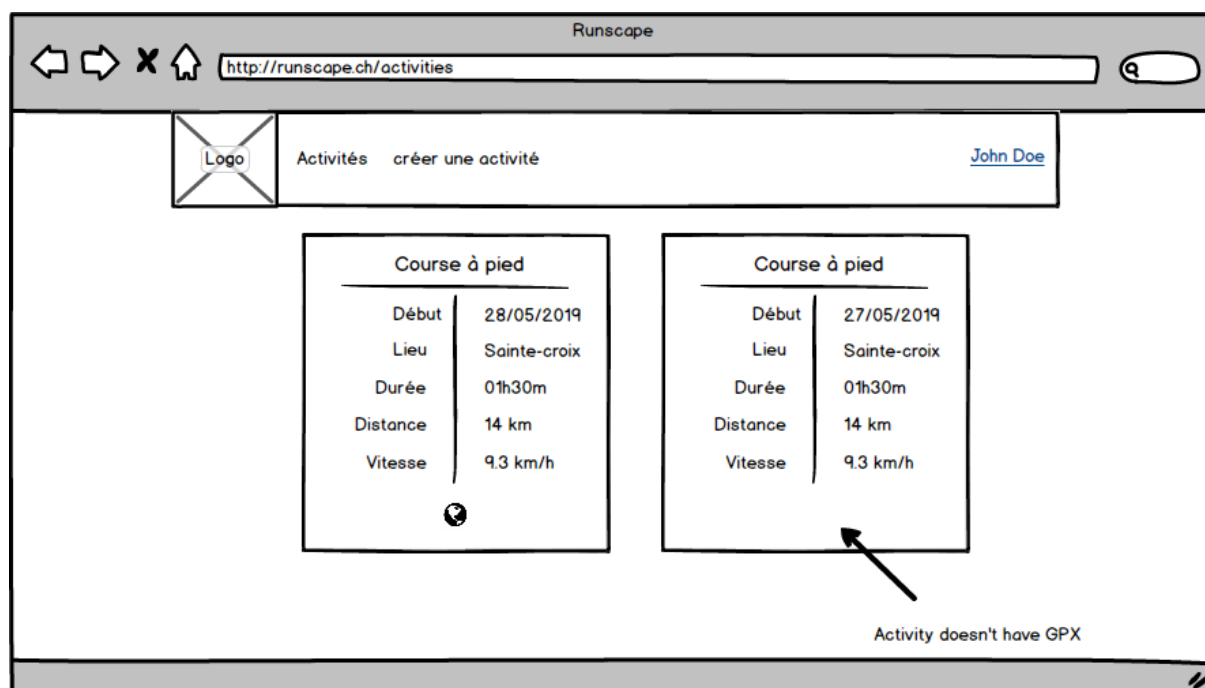 Runscape
http://runscape.ch/activities
Logo
Activités créer une activité
John Doe
Course à pied
Début 28/05/2019
Lieu Sainte-croix
Durée 01h30m
Distance 14 km
Vitesse 9.3 km/h
Course à pied
Début 27/05/2019
Lieu Sainte-croix
Durée 01h30m
Distance 14 km
Vitesse 9.3 km/h
Activity doesn't have GPX